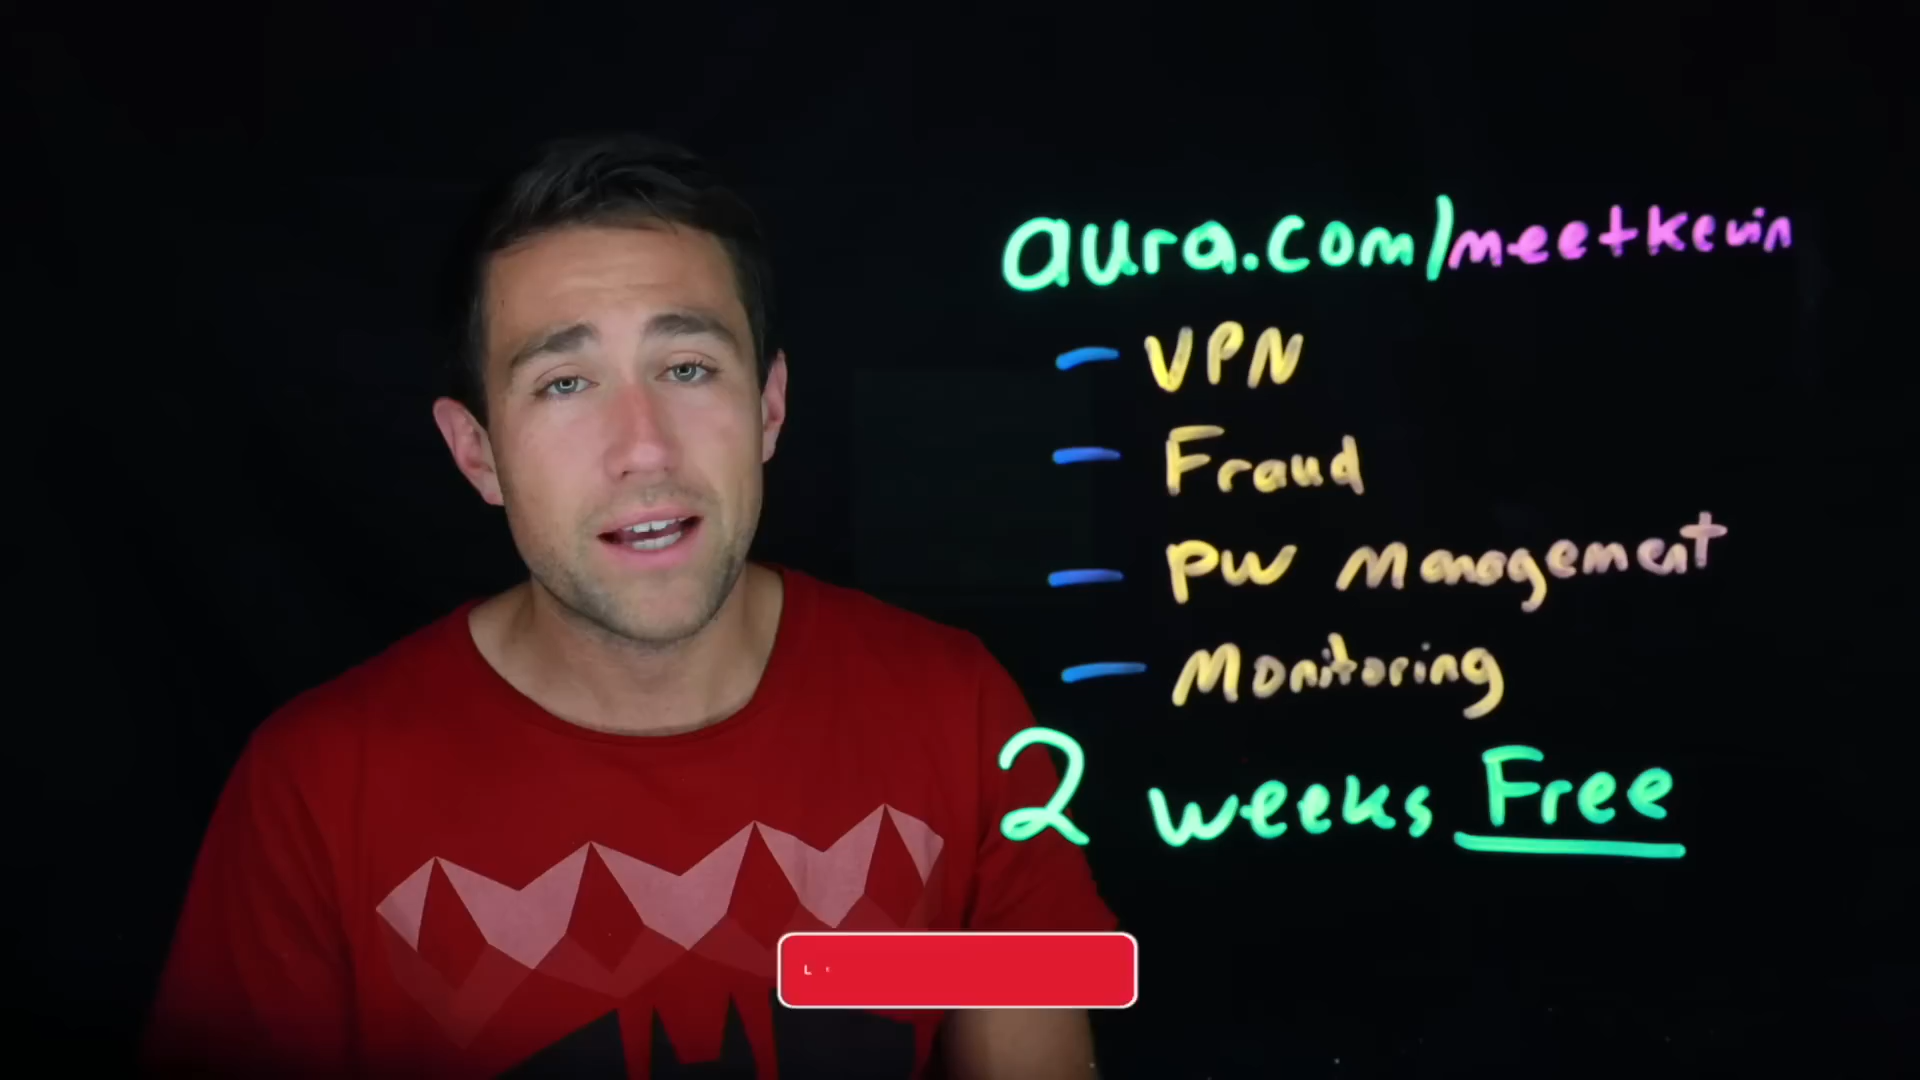 aura.com/meetkevin
- VPN
- Fraud
- PW Management
- Monitoring
2 weeks Free